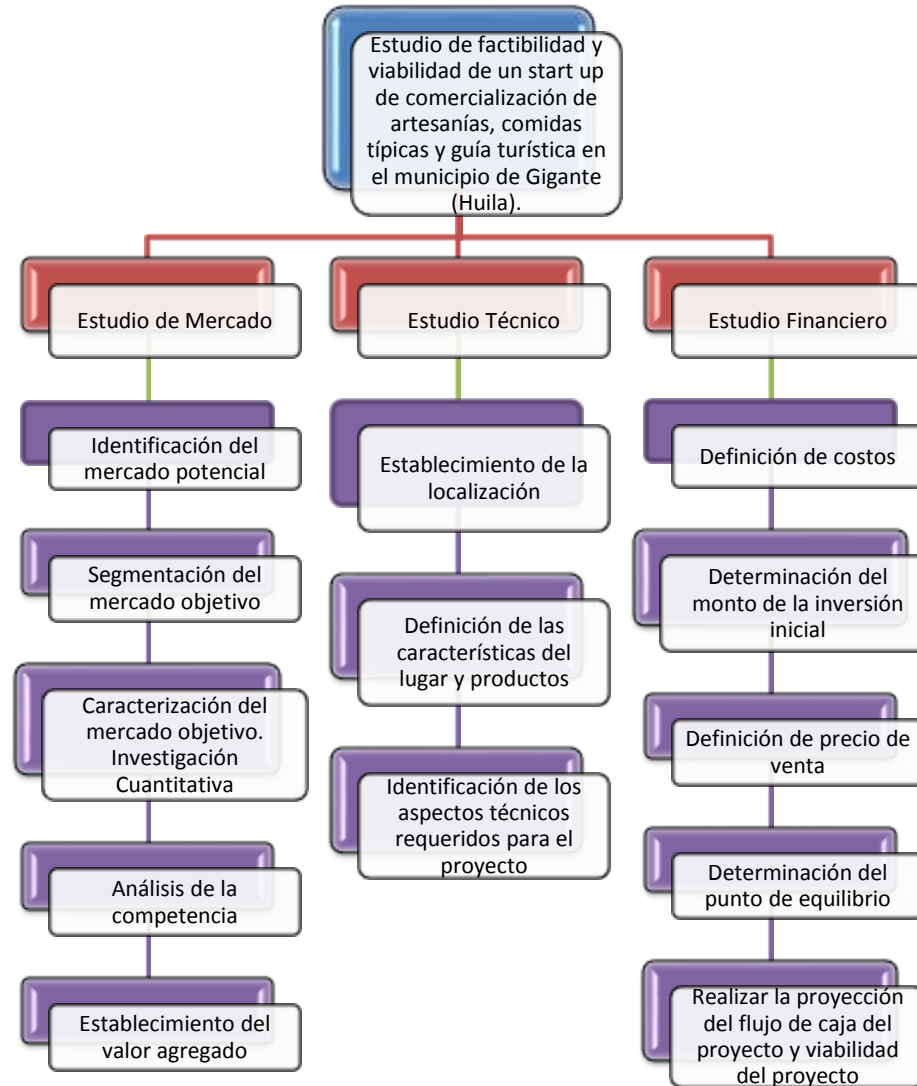 Estudio de factibilidad y
viabilidad de un start up
de comercialización de
artesanías, comidas
típicas y guía turística en
el municipio de Gigante
(Huila).
Estudio de Mercado
Identificación del
mercado potencial
Segmentación del
mercado objetivo
Caracterización del
mercado objetivo.
Investigación
Cuantitativa
Análisis de la
competencia
Establecimiento del
valor agregado
Estudio Técnico
Establecimiento de la
localización
Definición de las
características del
lugar y productos
Identificación de los
aspectos técnicos
requeridos para el
proyecto
Estudio Financiero
Definición de costos
Determinación del
monto de la inversión
inicial
Definición de precio de
venta
Determinación del
punto de equilibrio
Realizar la proyección
del flujo de caja del
proyecto y viabilidad
del proyecto